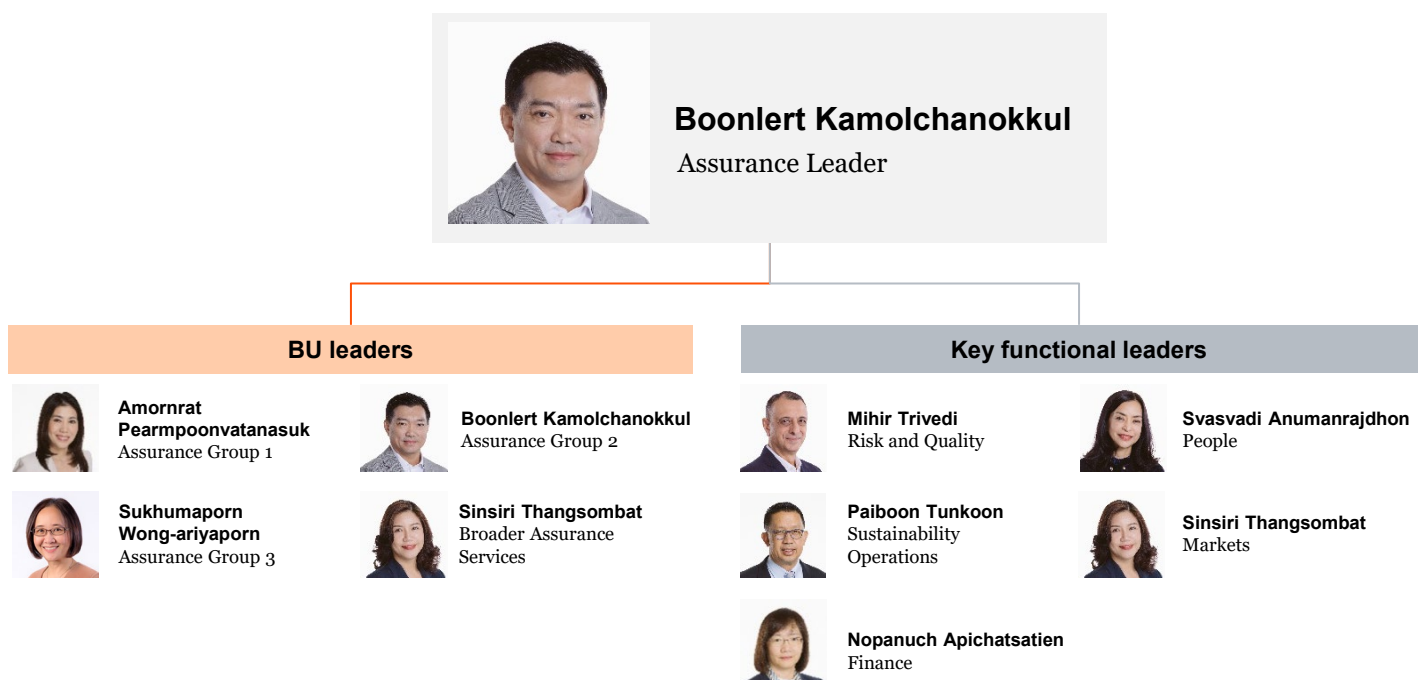 Boonlert Kamolchanokkul
Assurance Leader
BU leaders
Amornrat
Pearmpoonvatanasuk
Assurance Group 1
Boonlert Kamolchanokkul
Assurance Group 2
Sukhumaporn
Wong-ariyaporn
Assurance Group 3
Sinsiri Thangsombat
Broader Assurance
Services
Key functional leaders
Mihir Trivedi
Risk and Quality
Svasvadi Anumanrajdhon
People
Paiboon Tunkoon
Sustainability
Operations
Sinsiri Thangsombat
Markets
Nopanuch Apichatsatien
Finance